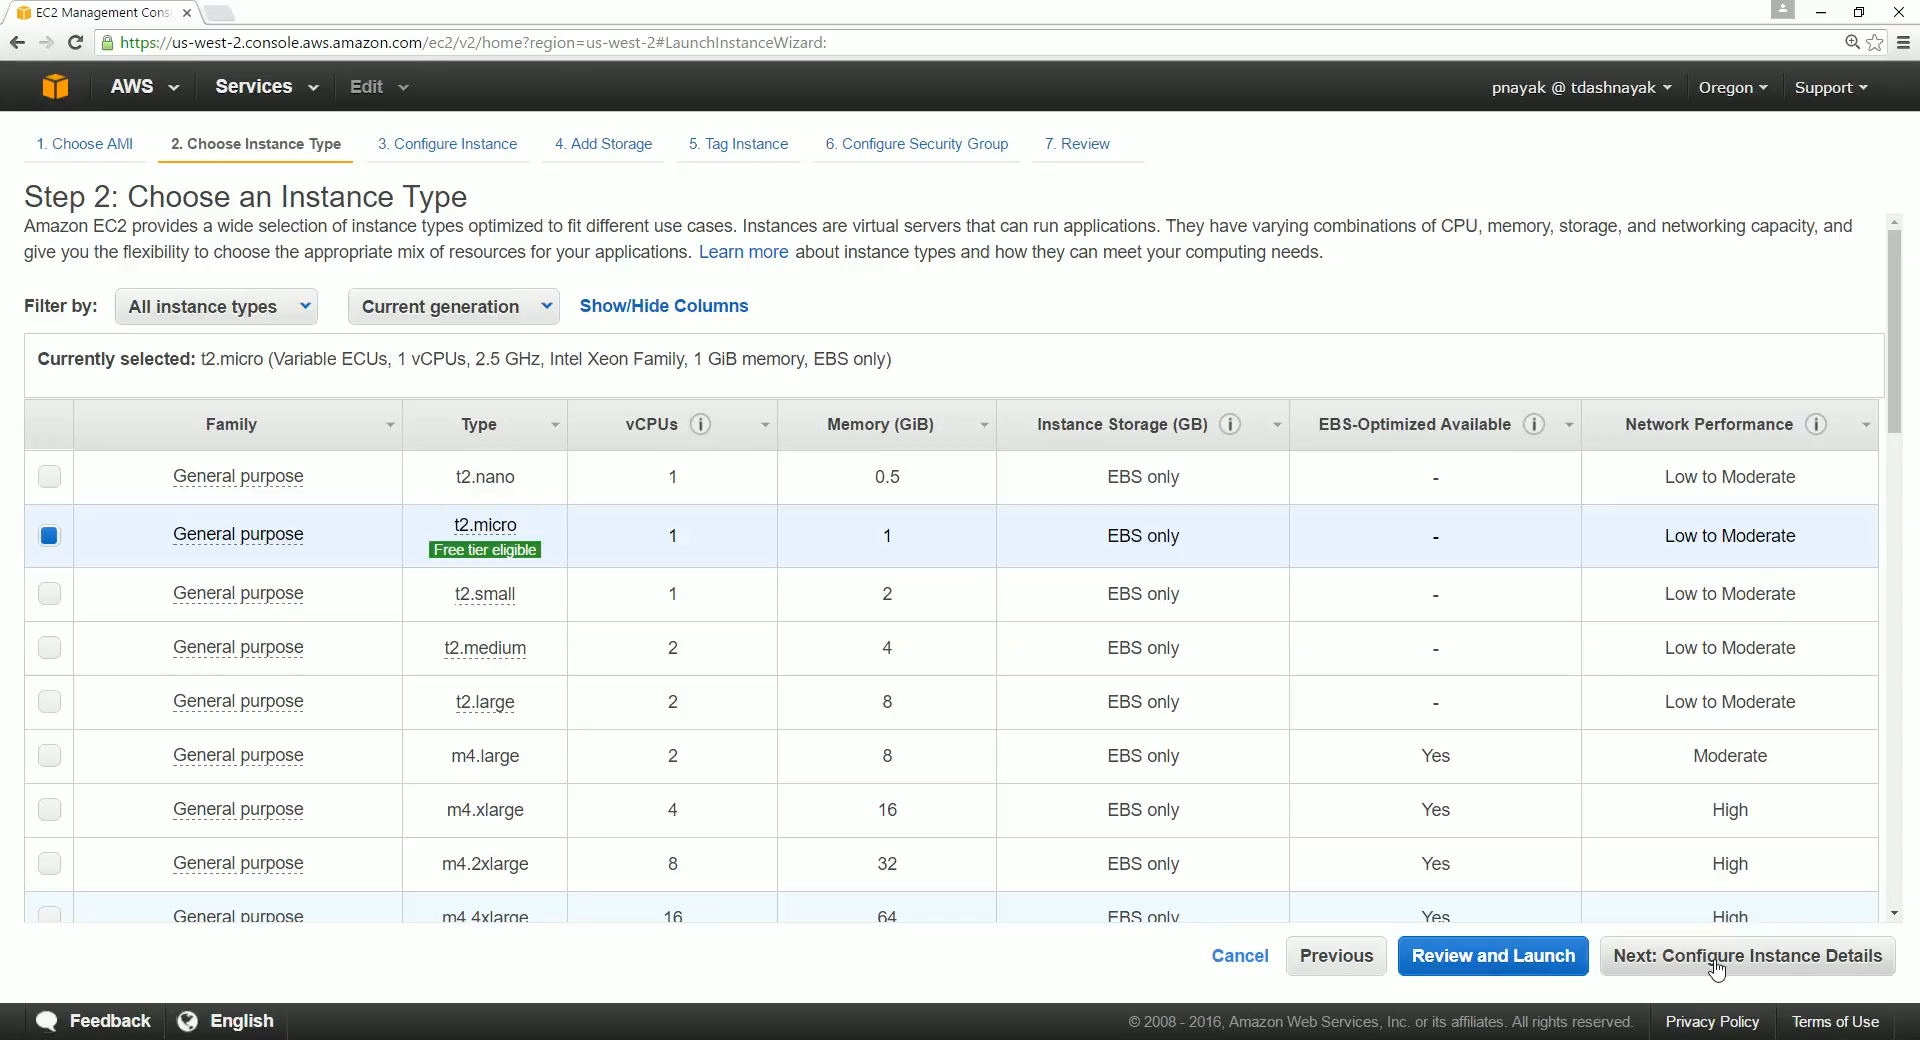 EC2 Management Cons
https://us-west-2.console.aws.amazon.com/ec2/v2/home?region=us-west-2#LaunchInstanceWizard:
AWS Services Edit pnayak @ tdashnayak Oregon Support
1. Choose AMI 2. Choose Instance Type 3. Configure Instance 4. Add Storage 5. Tag Instance 6. Configure Security Group 7. Review
Step 2: Choose an Instance Type
Amazon EC2 provides a wide selection of instance types optimized to fit different use cases. Instances are virtual servers that can run applications. They have varying combinations of CPU, memory, storage, and networking capacity, and
give you the flexibility to choose the appropriate mix of resources for your applications. Learn more about instance types and how they can meet your computing needs.
Filter by: All instance types Current generation Show/Hide Columns
Currently selected: t2.micro (Variable ECUs, 1 vCPUs, 2.5 GHz, Intel Xeon Family, 1 GiB memory, EBS only)
Family Type vCPUs i Memory (GiB) Instance Storage (GB) i EBS-Optimized Available i Network Performance i
General purpose t2.nano 1 0.5 EBS only - Low to Moderate
General purpose t2.micro 1 1 EBS only - Low to Moderate
Free tier eligible
General purpose t2.small 1 2 EBS only - Low to Moderate
General purpose t2.medium 2 4 EBS only - Low to Moderate
General purpose t2.large 2 8 EBS only - Low to Moderate
General purpose m4.large 2 8 EBS only Yes Moderate
General purpose m4.xlarge 4 16 EBS only Yes High
General purpose m4.2xlarge 8 32 EBS only Yes High
General purpose m4.4xlarge 16 64 EBS only Yes High
Cancel Previous Review and Launch Next: Configure Instance Details
Feedback English © 2008 - 2016, Amazon Web Services, Inc. or its affiliates. All rights reserved. Privacy Policy Terms of Use